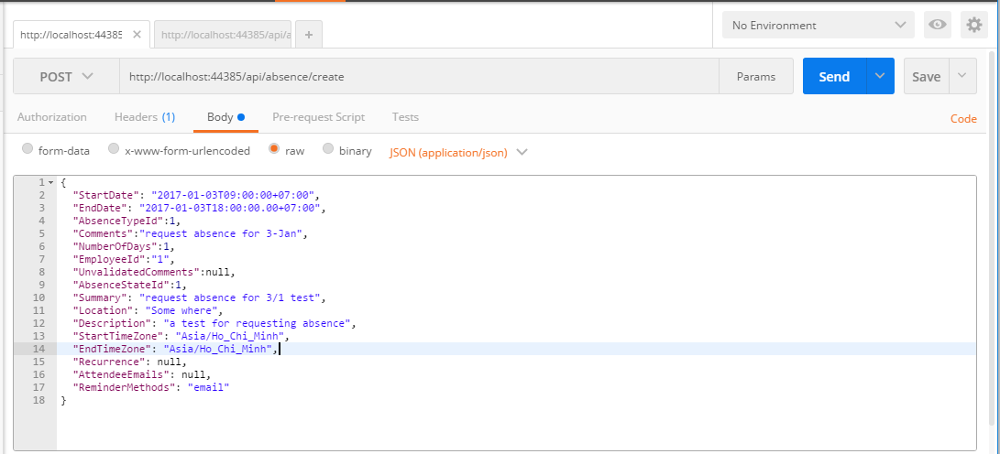 http://localhost:44385 ✕ http://localhost:44385/api/a + No Environment
POST http://localhost:44385/api/absence/create Params Send Save
Authorization Headers (1) Body Pre-request Script Tests Code
form-data x-www-form-urlencoded raw binary JSON (application/json)
1 {
2 "StartDate": "2017-01-03T09:00:00+07:00",
3 "EndDate": "2017-01-03T18:00:00.00+07:00",
4 "AbsenceTypeId":1,
5 "Comments":"request absence for 3-Jan",
6 "NumberOfDays":1,
7 "EmployeeId":"1",
8 "UnvalidatedComments":null,
9 "AbsenceStateId":1,
10 "Summary": "request absence for 3/1 test",
11 "Location": "Some where",
12 "Description": "a test for requesting absence",
13 "StartTimeZone": "Asia/Ho_Chi_Minh",
14 "EndTimeZone": "Asia/Ho_Chi_Minh",
15 "Recurrence": null,
16 "AttendeeEmails": null,
17 "ReminderMethods": "email"
18 }